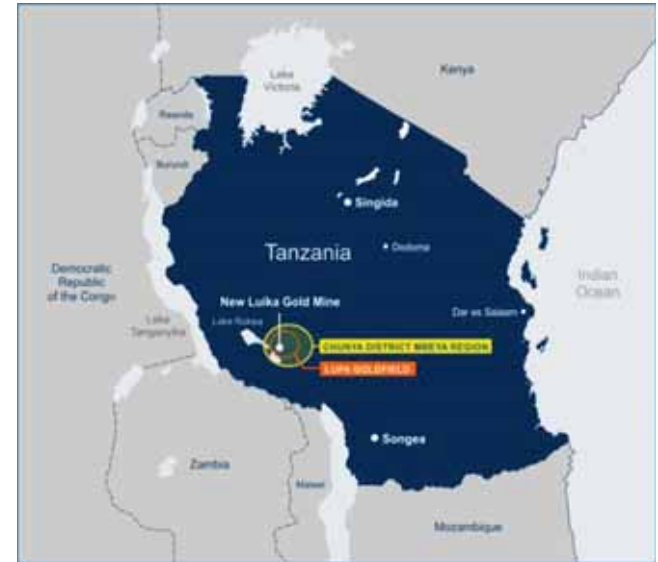 Lake
Victoria
Kenya
Rwanda
Burundi
Singida
Dodoma
Tanzania
Democratic
Republic
of the Congo
Indian
Ocean
New Luika Gold Mine
Dar es Salaam
Lake Rukwa
Lake
Tanganyika
CHUNYA DISTRICT MBEYA REGION
LUPA GOLDFIELD
Songea
Zambia
Malawi
Mozambique